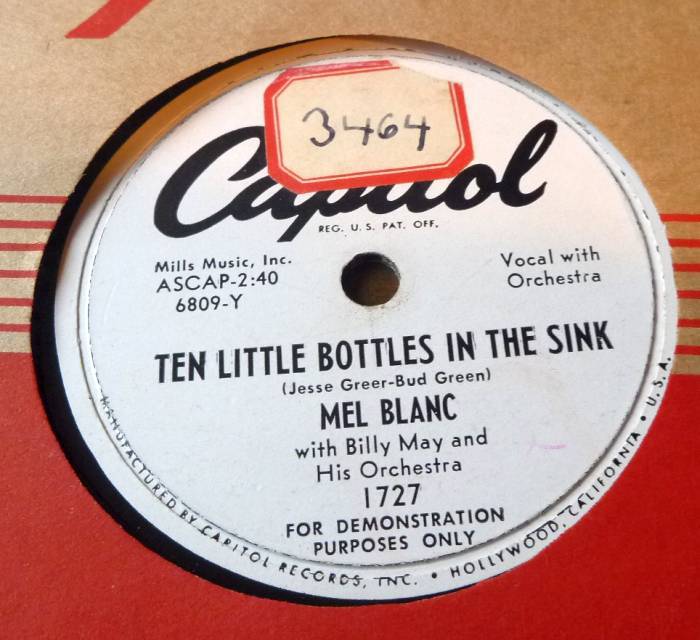 3464
Capitol
REG. U.S. PAT. OFF.
Mills Music, Inc.
ASCAP-2:40
6809-Y
Vocal with
Orchestra
TEN LITTLE BOTTLES IN THE SINK
(Jesse Greer-Bud Green)
MEL BLANC
with Billy May and
His Orchestra
1727
FOR DEMONSTRATION
PURPOSES ONLY
MANUFACTURED BY CAPITOL RECORDS, INC. • HOLLYWOOD, CALIFORNIA • U.S.A.